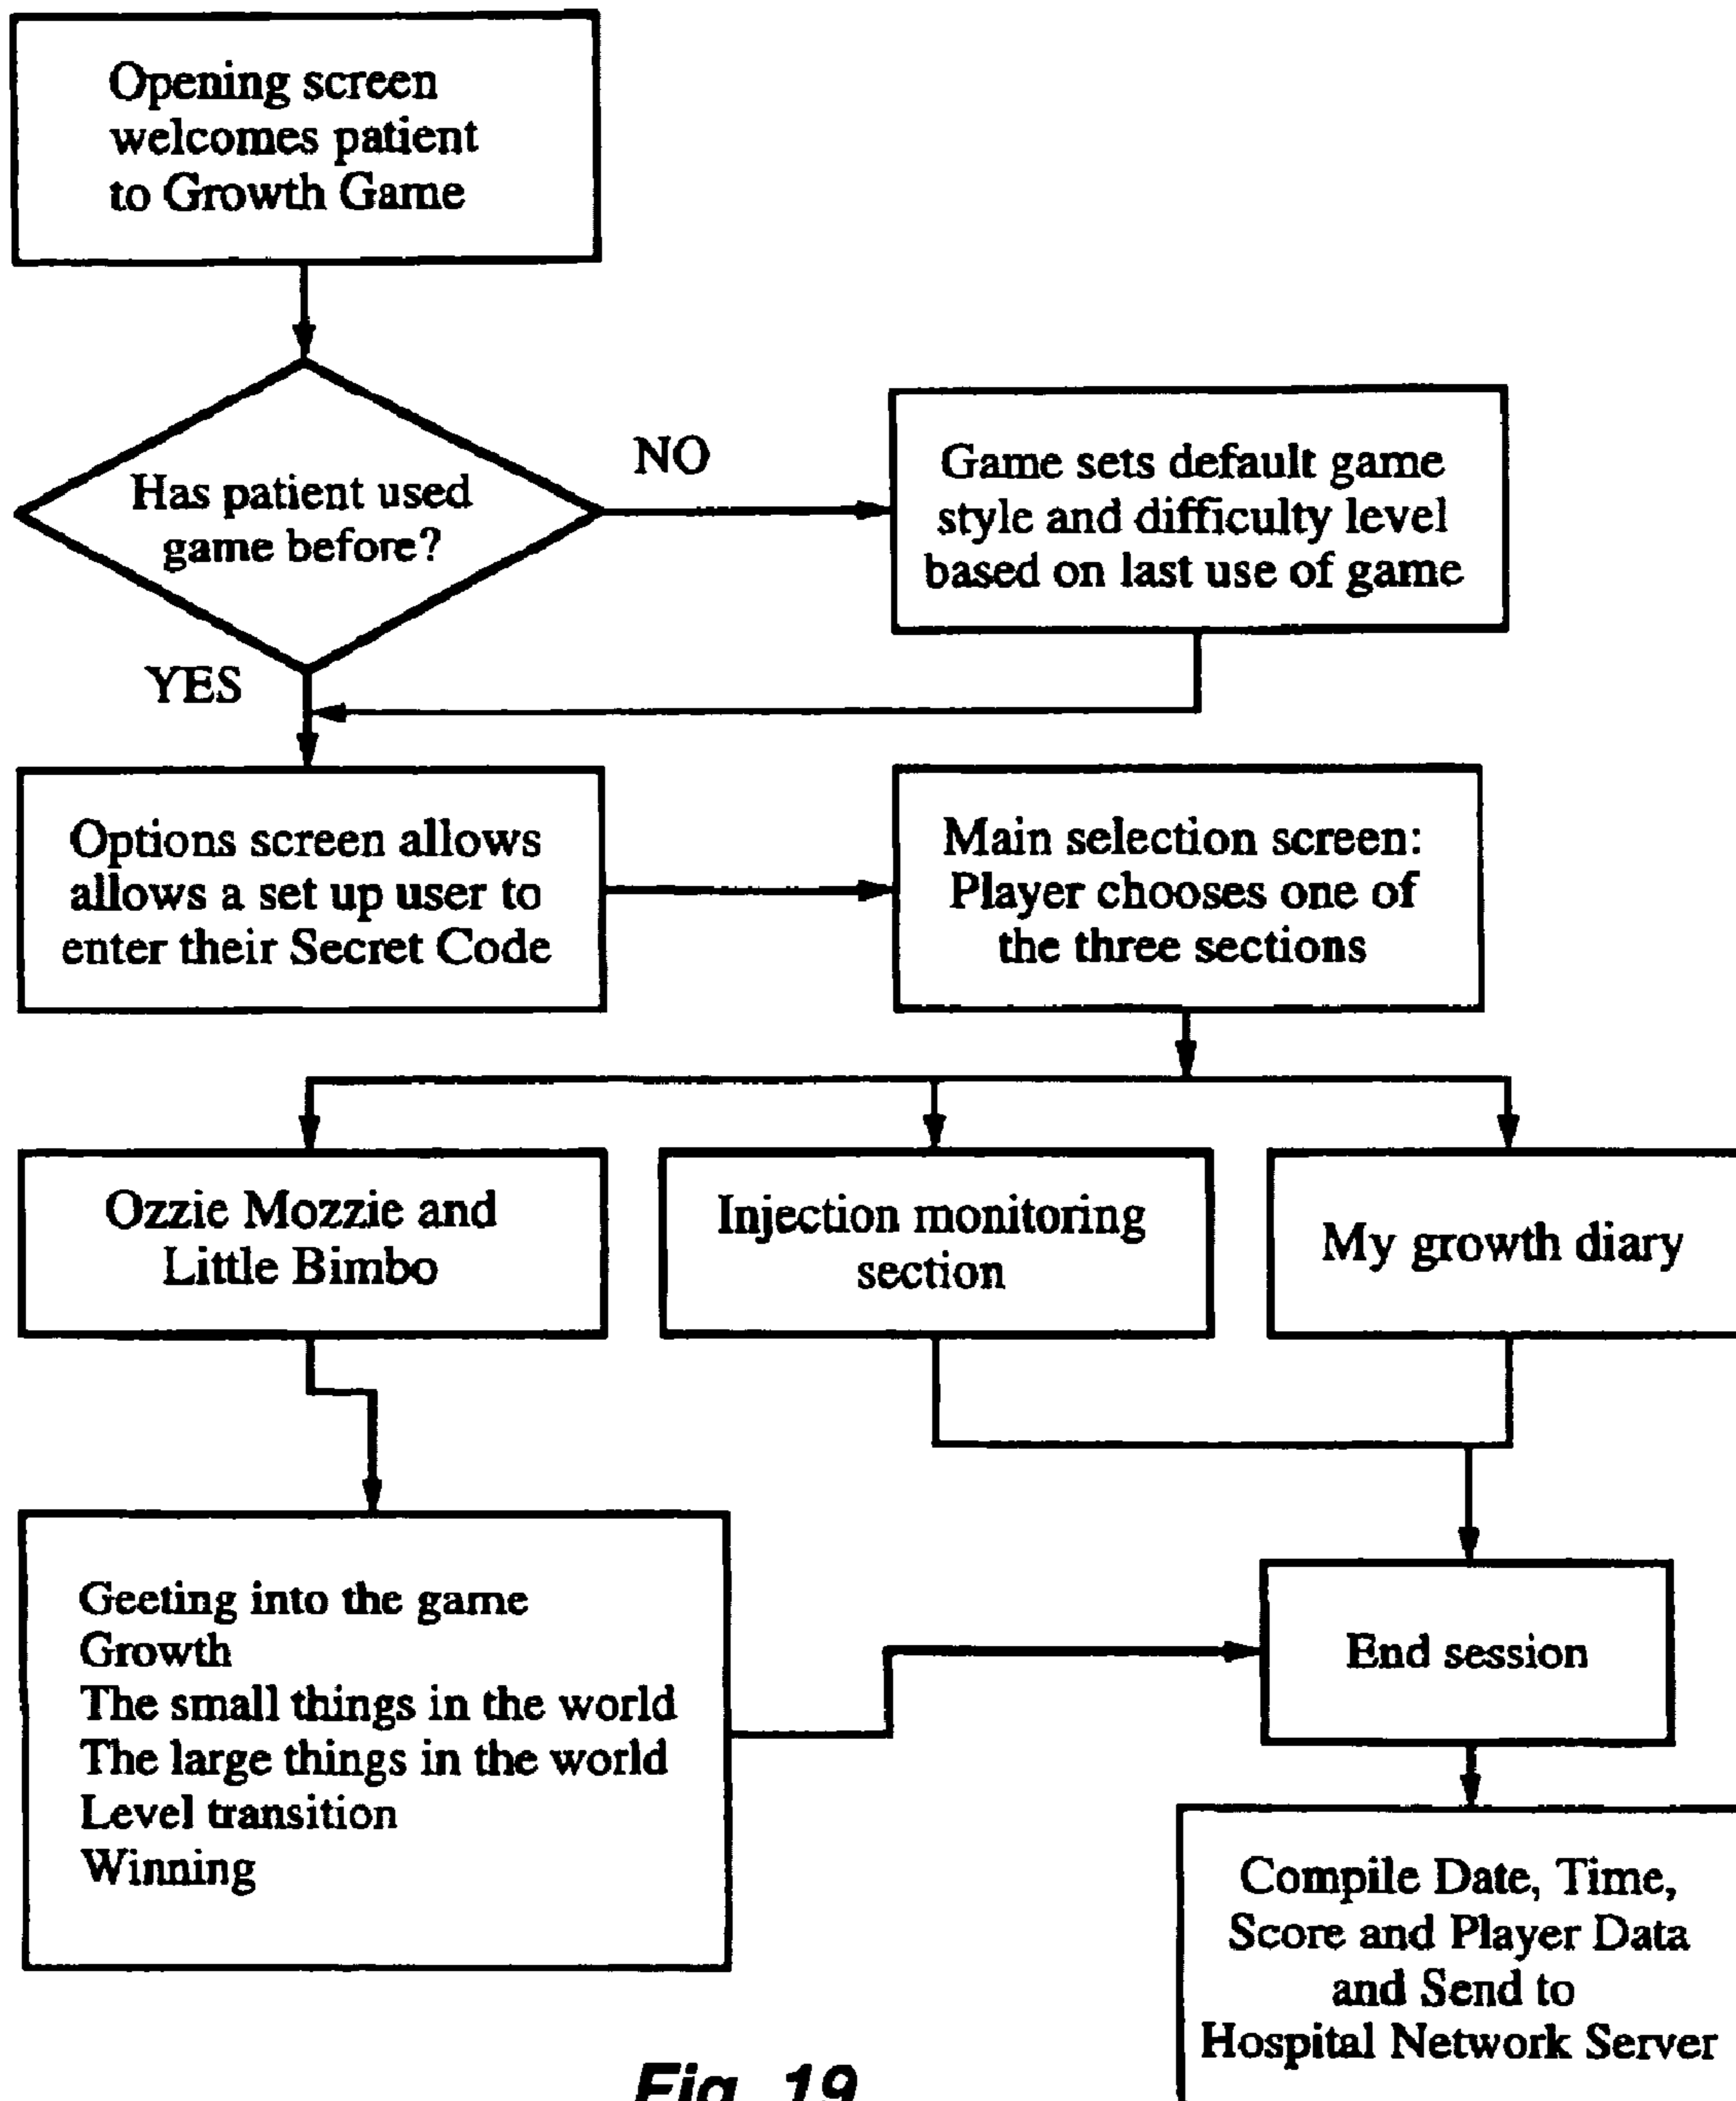 Opening screen
welcomes patient
to Growth Game
Has patient used
game before?
NO
Game sets default game
style and difficulty level
based on last use of game
YES
Options screen allows
allows a set up user to
enter their Secret Code
Main selection screen:
Player chooses one of
the three sections
Ozzie Mozzie and
Little Bimbo
Injection monitoring
section
My growth diary
Geeting into the game
Growth
The small things in the world
The large things in the world
Level transition
Winning
End session
Compile Date, Time,
Score and Player Data
and Send to
Hospital Network Server
Fig. 19